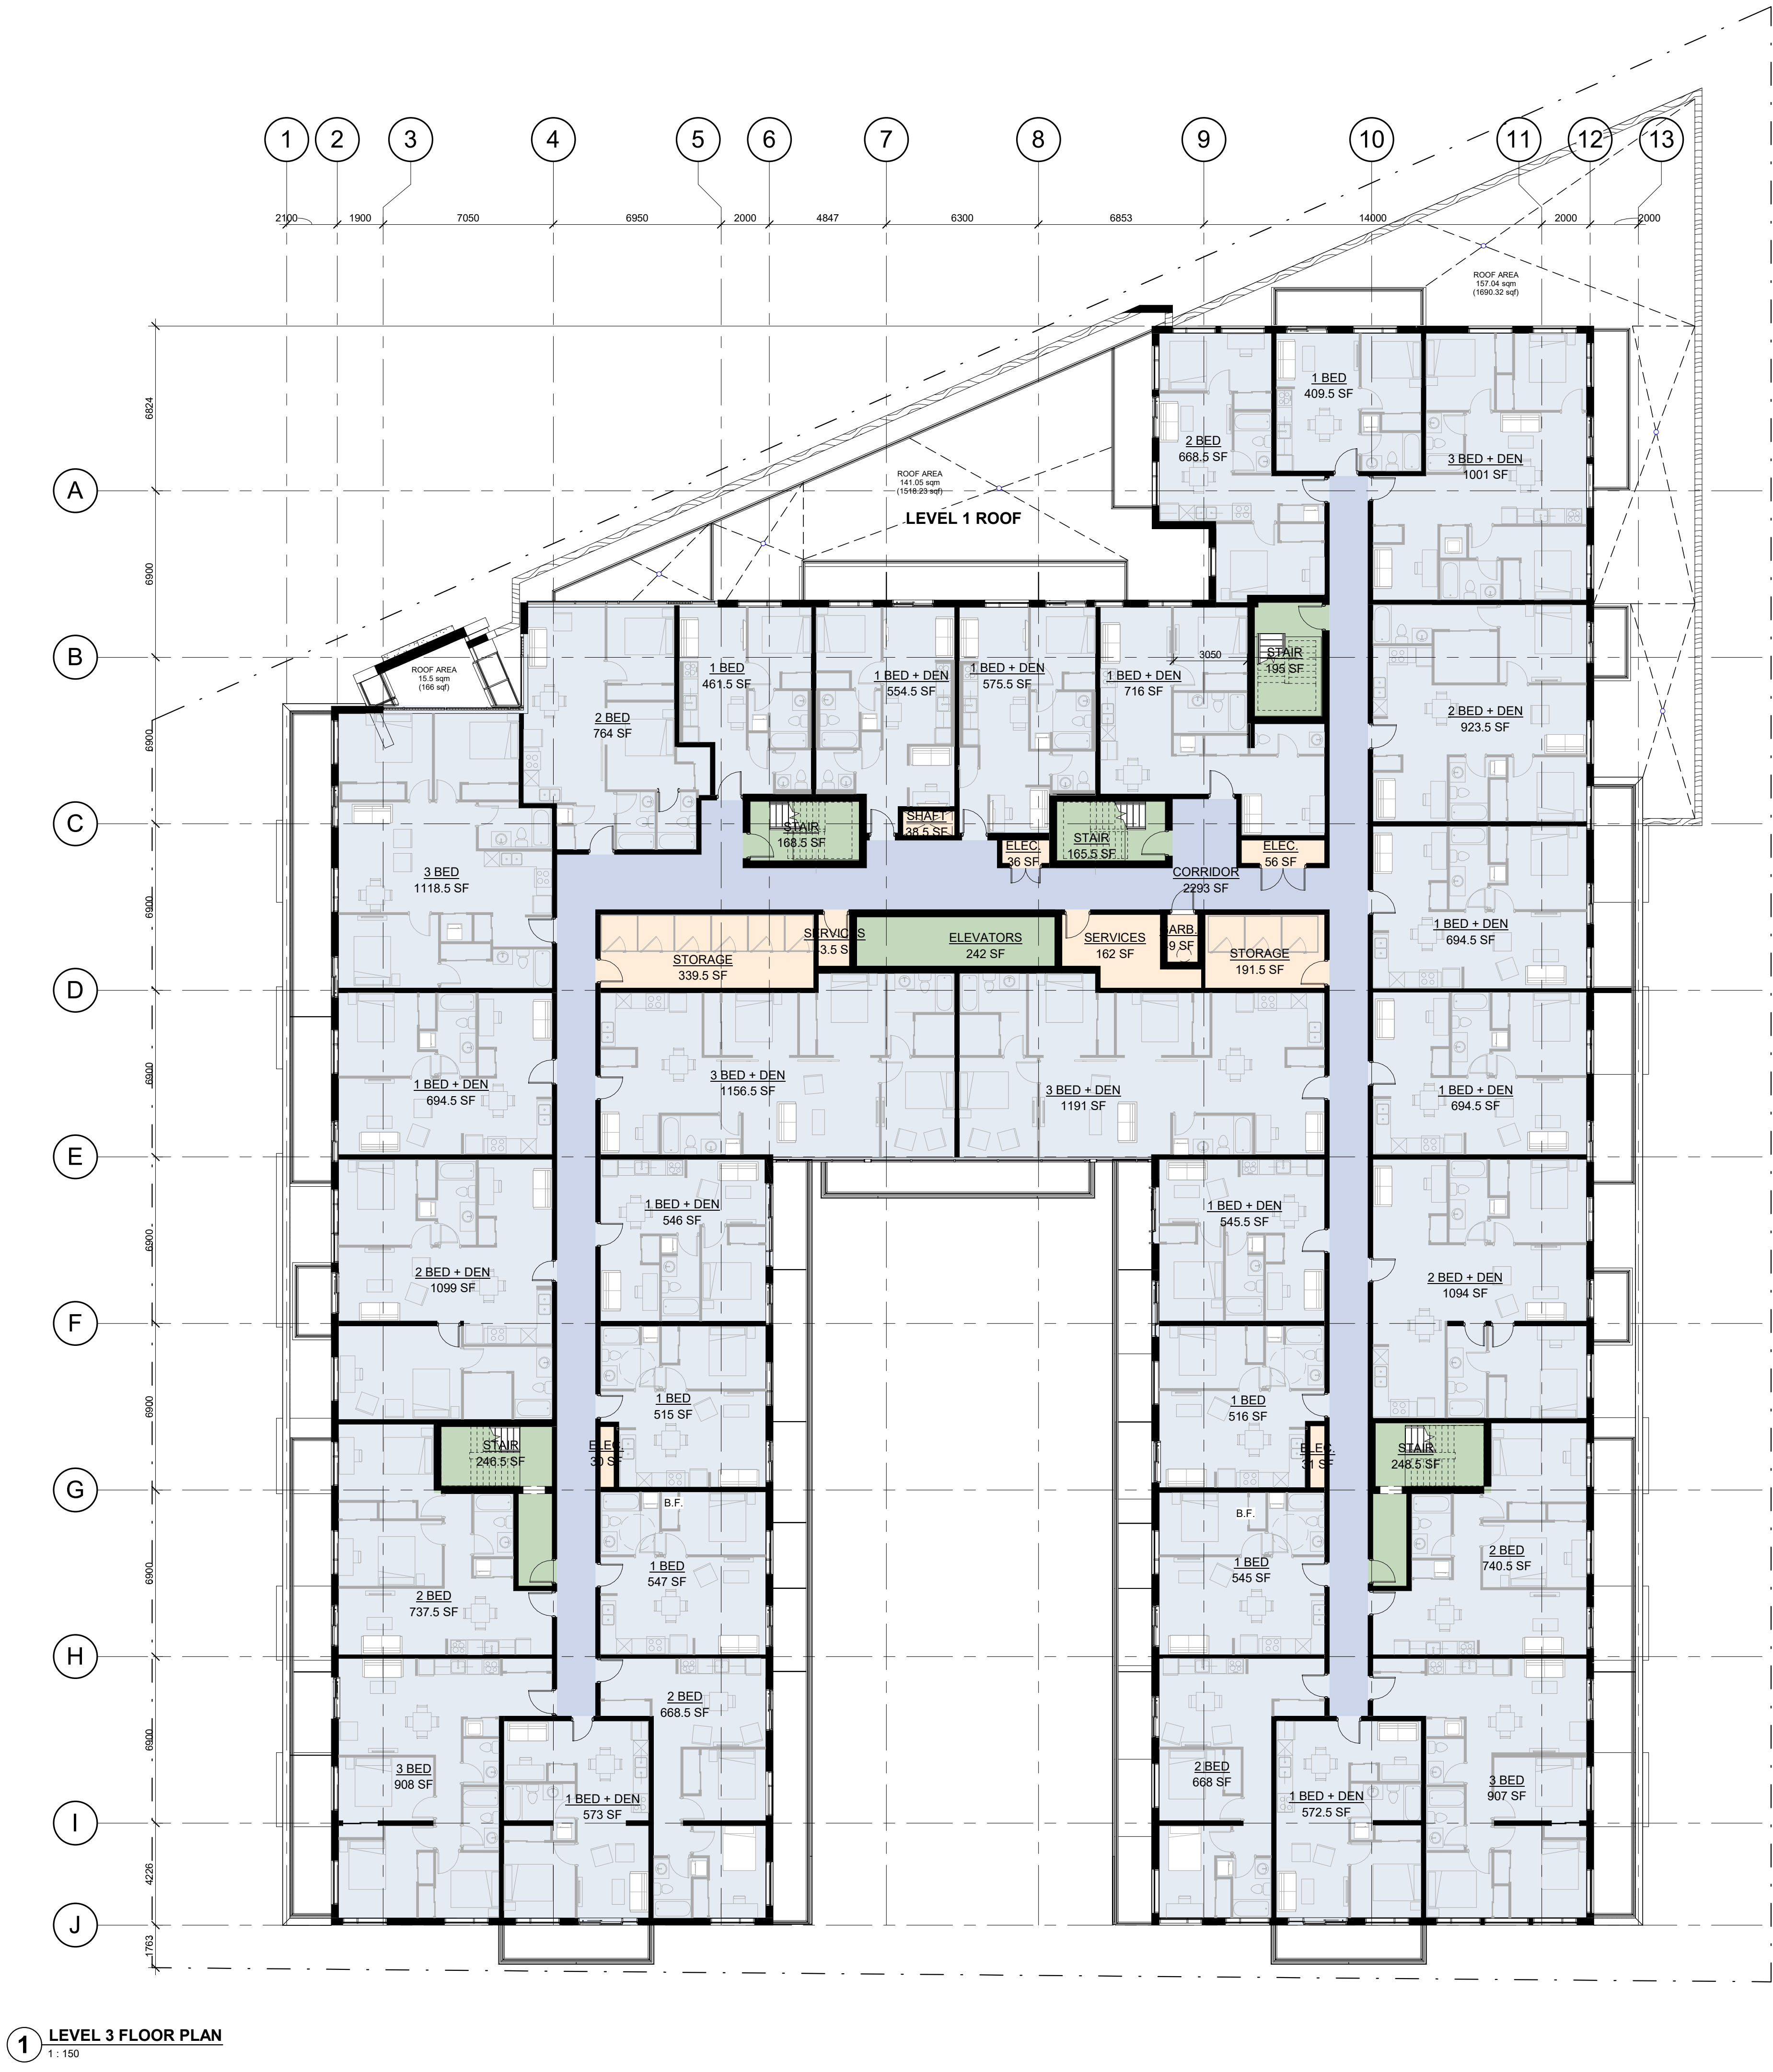 1 2 3 4 5 6 7 8 9 10 11 12 13
2100 1900 7050 6950 2000 4847 6300 6853 14000 2000 2000
ROOF AREA
157.04 sqm
(1690.32 sqf)
6824
1 BED
409.5 SF
2 BED
668.5 SF
3 BED + DEN
1001 SF
A
ROOF AREA
141.05 sqm
(1518.23 sqf)
LEVEL 1 ROOF
6900
B
ROOF AREA
15.5 sqm
(166 sqf)
3050
STAIR
195 SF
1 BED
461.5 SF
1 BED + DEN
554.5 SF
1 BED + DEN
575.5 SF
1 BED + DEN
716 SF
2 BED
764 SF
2 BED + DEN
923.5 SF
6900
C
STAIR
168.5 SF
SHAFT
38.5 SF
STAIR
165.5 SF
ELEC.
36 SF
ELEC.
56 SF
3 BED
1118.5 SF
CORRIDOR
2293 SF
6900
1 BED + DEN
694.5 SF
STORAGE
339.5 SF
SERVICES
ELEVATORS
242 SF
SERVICES
162 SF
STORAGE
191.5 SF
D
6900
3 BED + DEN
1156.5 SF
3 BED + DEN
1191 SF
1 BED + DEN
694.5 SF
1 BED + DEN
694.5 SF
E
6900
1 BED + DEN
546 SF
1 BED + DEN
545.5 SF
2 BED + DEN
1099 SF
2 BED + DEN
1094 SF
F
6900
1 BED
515 SF
1 BED
516 SF
STAIR
246.5 SF
ELEC.
30 SF
ELEC.
31 SF
STAIR
248.5 SF
G
B.F.
B.F.
6900
1 BED
547 SF
1 BED
545 SF
2 BED
740.5 SF
2 BED
737.5 SF
H
6900
2 BED
668.5 SF
3 BED
908 SF
2 BED
668 SF
3 BED
907 SF
1 BED + DEN
573 SF
1 BED + DEN
572.5 SF
I
4226
J
1763
1 LEVEL 3 FLOOR PLAN
1 : 150